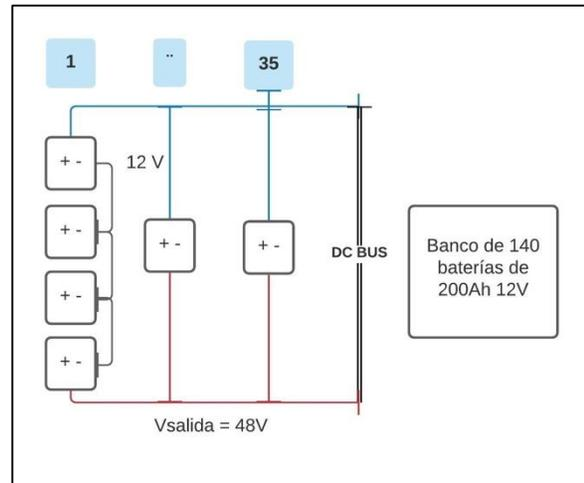 1
..
35
+ -
12 V
+ -
+ -
+ -
+ -
+ -
DC BUS
Banco de 140
baterías de
200Ah 12V
Vsalida = 48V